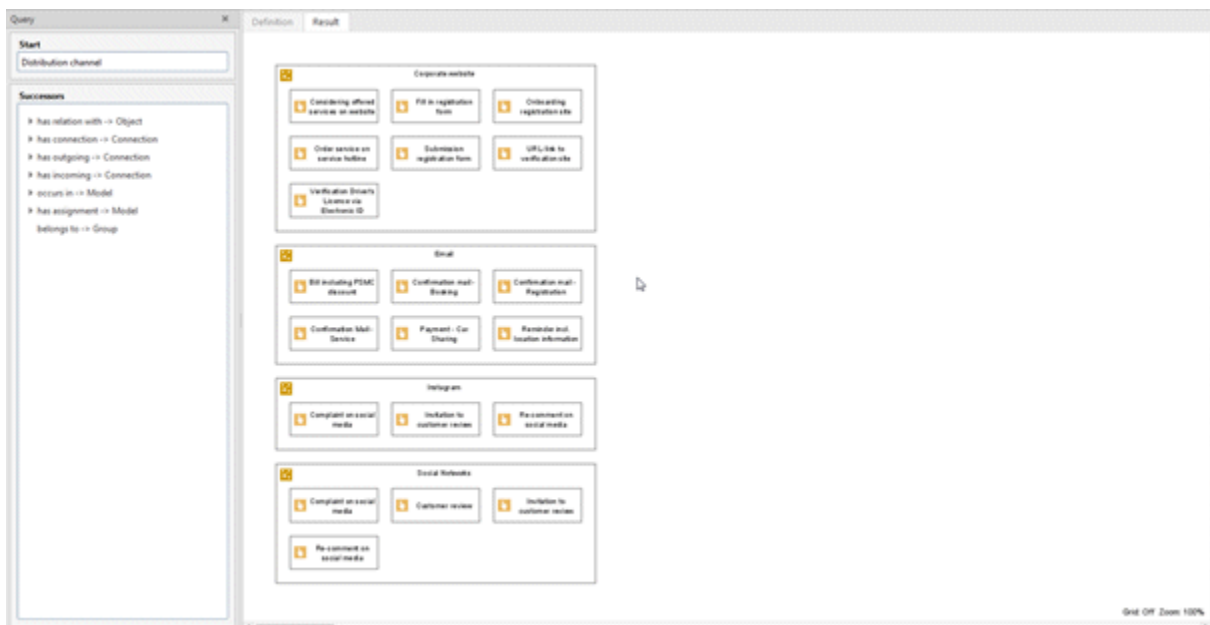 Query
Start
Distribution channel
Successors
has relation with -> Object
has connection -> Connection
has outgoing -> Connection
has incoming -> Connection
occurs in -> Model
has assignment -> Model
belongs to -> Group
Definition Result
Corporate website
Considering offered
services on website
Fill in registration
form
Onboarding
registration site
Order service on
service hotline
Submission
registration form
URL-link to
verification site
Verification Driver's
License via
Electronic ID
Email
Bill including PSMC
discount
Confirmation mail-
Booking
Confirmation mail-
Registration
Confirmation Mail-
Service
Payment - Car
Sharing
Reminder incl.
location information
Instagram
Complaint on social
media
Invitation to
customer review
Re-comment on
social media
Social Networks
Complaint on social
media
Customer review
Invitation to
customer review
Re-comment on
social media
Grid: Off Zoom: 100%